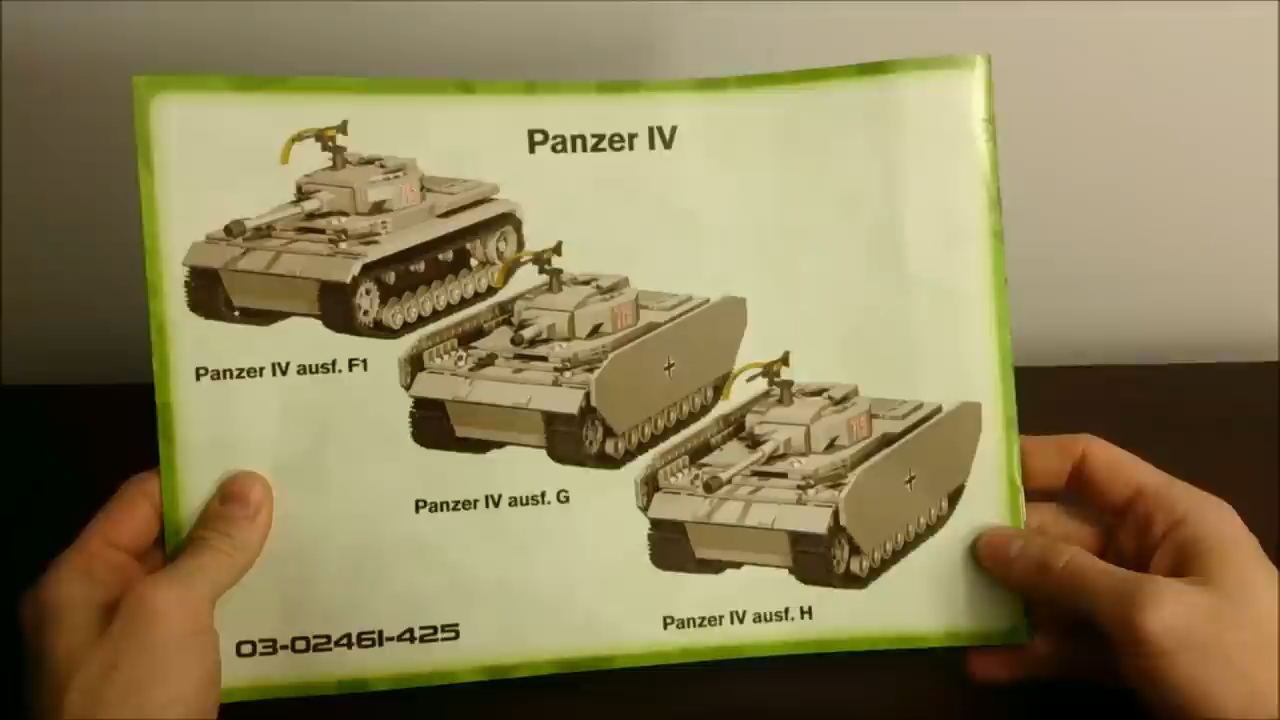 Panzer IV
Panzer IV ausf. F1
Panzer IV ausf. G
Panzer IV ausf. H
03-02461-425